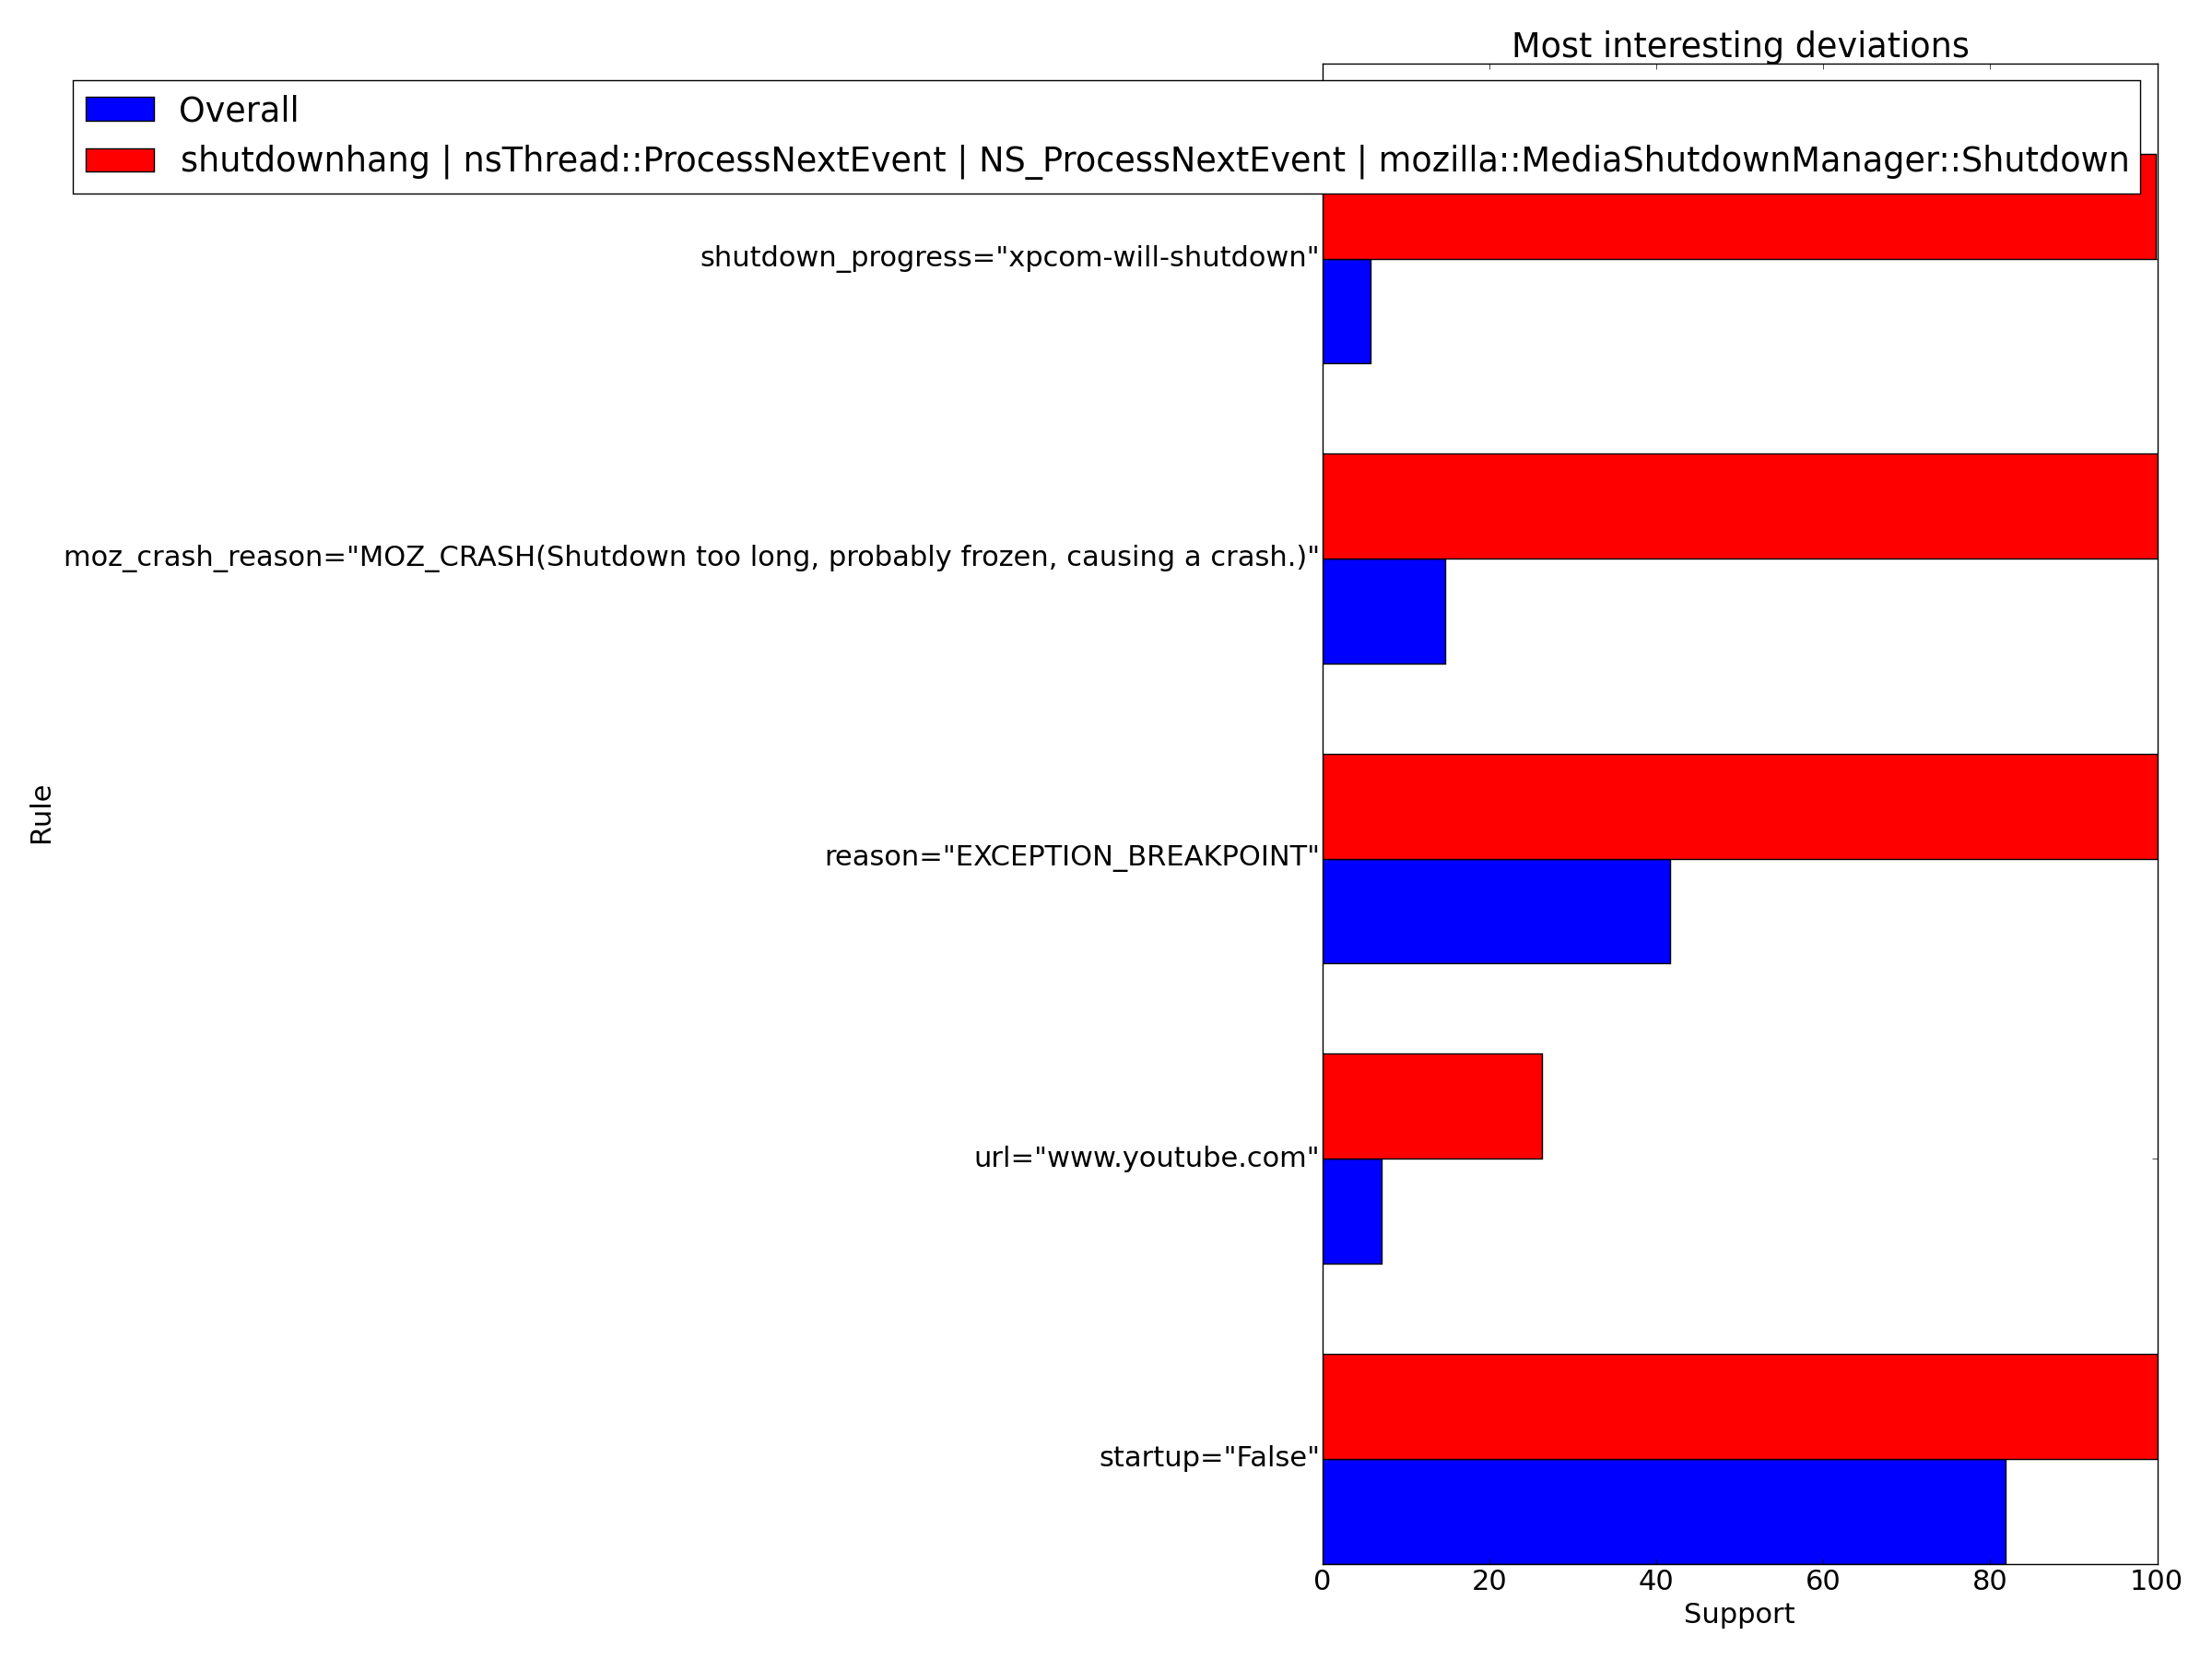 Most interesting deviations
Overall
shutdownhang | nsThread::ProcessNextEvent | NS_ProcessNextEvent | mozilla::MediaShutdownManager::Shutdown
shutdown_progress="xpcom-will-shutdown"
moz_crash_reason="MOZ_CRASH(Shutdown too long, probably frozen, causing a crash.)"
Rule
reason="EXCEPTION_BREAKPOINT"
url="www.youtube.com"
startup="False"
0 20 40 60 80 100
Support